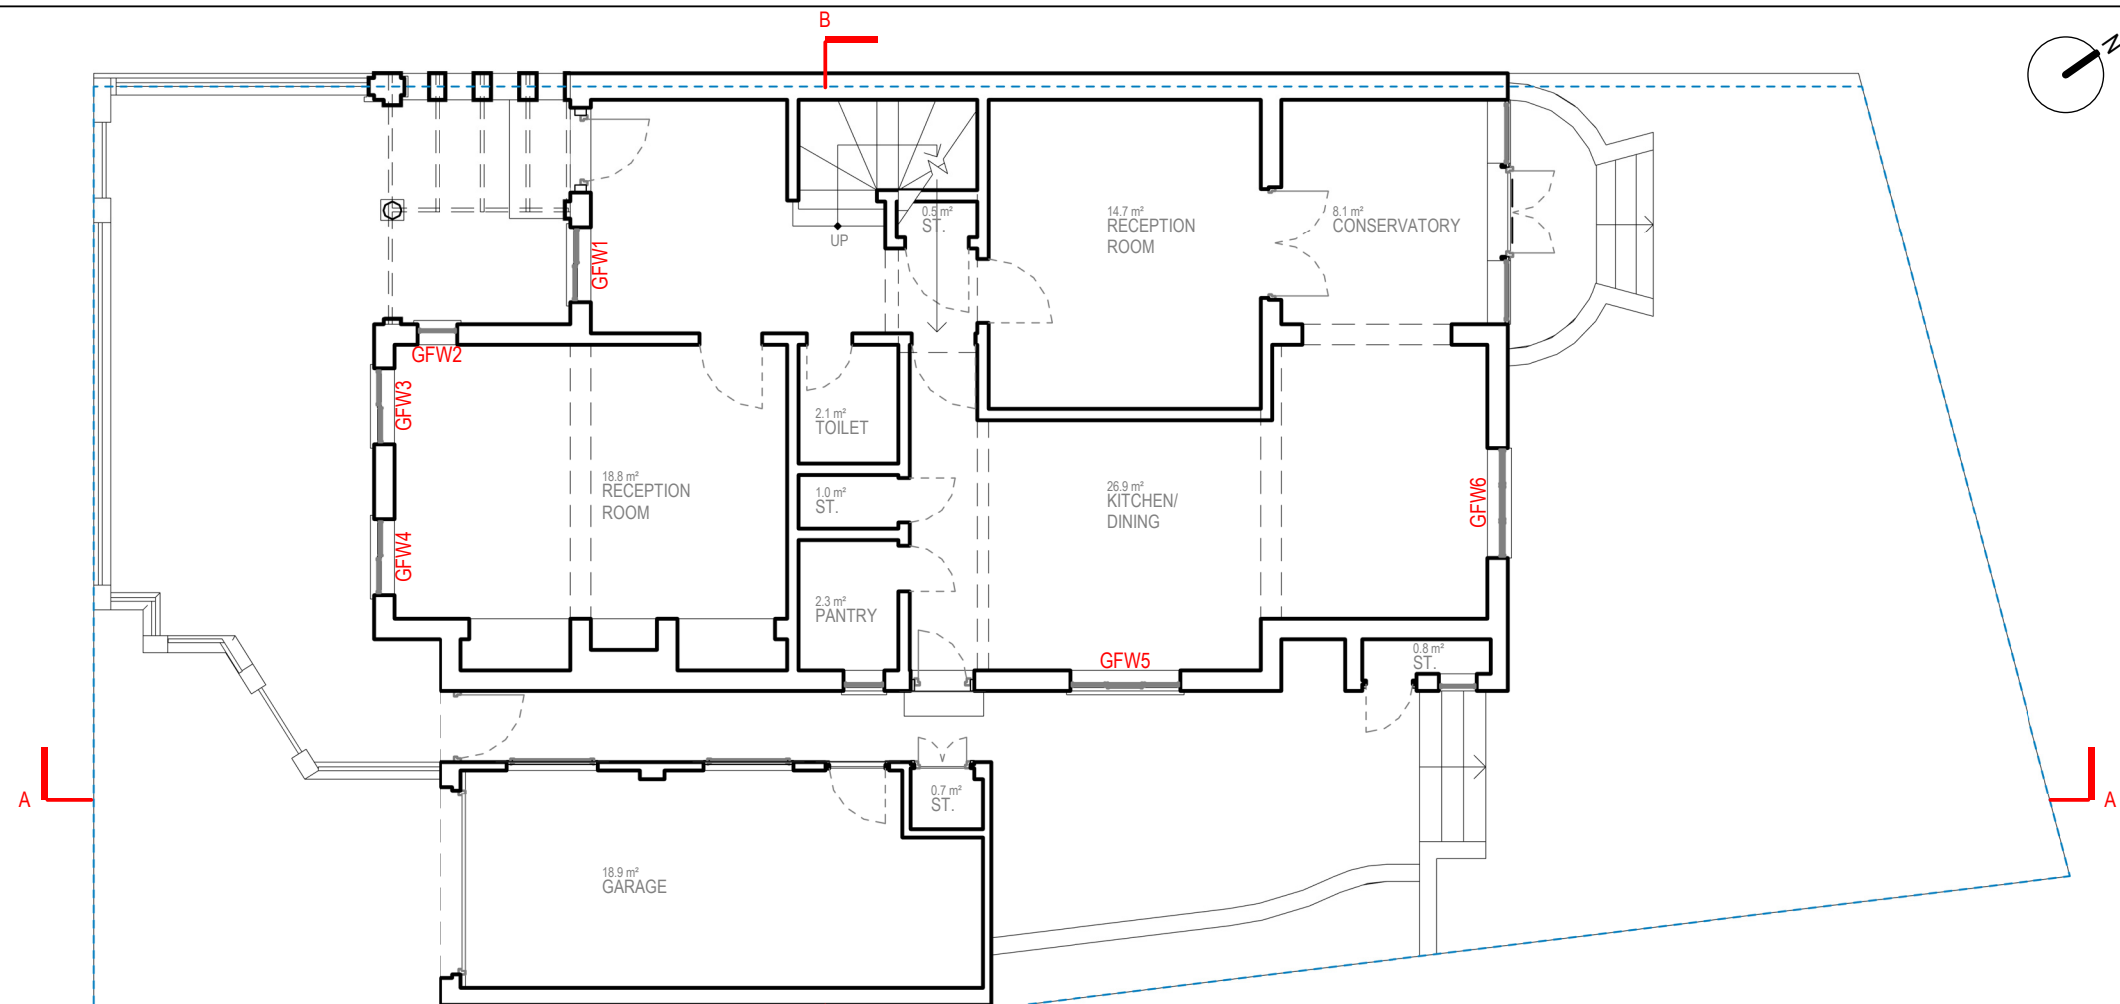 B
N
0.5 m²
ST.
UP
14.7 m²
RECEPTION
ROOM
8.1 m²
CONSERVATORY
GFW1
GFW2
GFW3
2.1 m²
TOILET
18.8 m²
RECEPTION
ROOM
1.0 m²
ST.
26.9 m²
KITCHEN/
DINING
GFW6
GFW4
2.3 m²
PANTRY
GFW5
0.8 m²
ST.
A
0.7 m²
ST.
A
18.9 m²
GARAGE